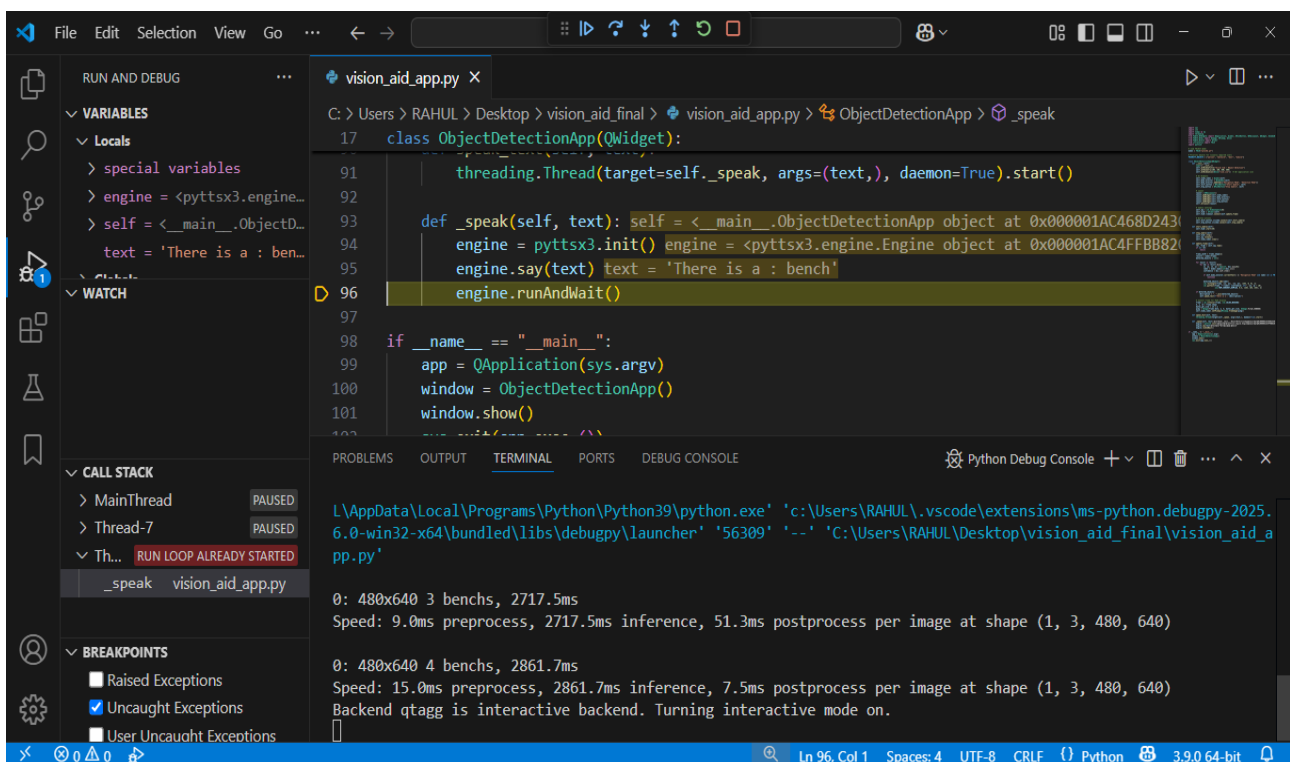 File Edit Selection View Go ···
RUN AND DEBUG ···
VARIABLES
Locals
special variables
engine = <pyttsx3.engine…
self = <__main__.ObjectD…
text = 'There is a : ben…
Globals
WATCH
CALL STACK
MainThread PAUSED
Thread-7 PAUSED
Th... RUN LOOP ALREADY STARTED
_speak vision_aid_app.py
BREAKPOINTS
Raised Exceptions
Uncaught Exceptions
User Uncaught Exceptions
1
vision_aid_app.py
C: > Users > RAHUL > Desktop > vision_aid_final > vision_aid_app.py > ObjectDetectionApp > _speak
17 class ObjectDetectionApp(QWidget):
91 threading.Thread(target=self._speak, args=(text,), daemon=True).start()
92
93 def _speak(self, text): self = <__main__.ObjectDetectionApp object at 0x000001AC468D243
94 engine = pyttsx3.init() engine = <pyttsx3.engine.Engine object at 0x000001AC4FFBB82
95 engine.say(text) text = 'There is a : bench'
96 engine.runAndWait()
97
98 if __name__ == "__main__":
99 app = QApplication(sys.argv)
100 window = ObjectDetectionApp()
101 window.show()
PROBLEMS OUTPUT TERMINAL PORTS DEBUG CONSOLE Python Debug Console
L\AppData\Local\Programs\Python\Python39\python.exe' 'c:\Users\RAHUL\.vscode\extensions\ms-python.debugpy-2025.
6.0-win32-x64\bundled\libs\debugpy\launcher' '56309' '--' 'C:\Users\RAHUL\Desktop\vision_aid_final\vision_aid_a
pp.py'
0: 480x640 3 benchs, 2717.5ms
Speed: 9.0ms preprocess, 2717.5ms inference, 51.3ms postprocess per image at shape (1, 3, 480, 640)
0: 480x640 4 benchs, 2861.7ms
Speed: 15.0ms preprocess, 2861.7ms inference, 7.5ms postprocess per image at shape (1, 3, 480, 640)
Backend qtagg is interactive backend. Turning interactive mode on.
0 0 Ln 96, Col 1 Spaces: 4 UTF-8 CRLF {} Python 3.9.0 64-bit